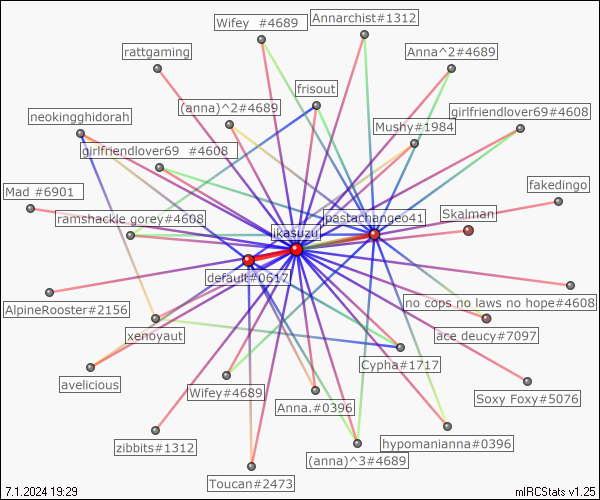 Wifey #4689
Annarchist#1312
rattgaming
Anna^2#4689
frisout
neokingghidorah
(anna)^2#4689
girlfriendlover69#4608
Mushy#1984
girlfriendlover69 #4608
Mad #6901
fakedingo
ramshackle gorey#4608
pastachangeo41
Skalman
ikasuzu
default#0617
AlpineRooster#2156
no cops no laws no hope#4608
xenoyaut
ace deucy#7097
Cypha#1717
avelicious
Wifey#4689
Soxy Foxy#5076
Anna.#0396
zibbits#1312
hypomanianna#0396
(anna)^3#4689
Toucan#2473
7.1.2024 19:29
mIRCStats v1.25